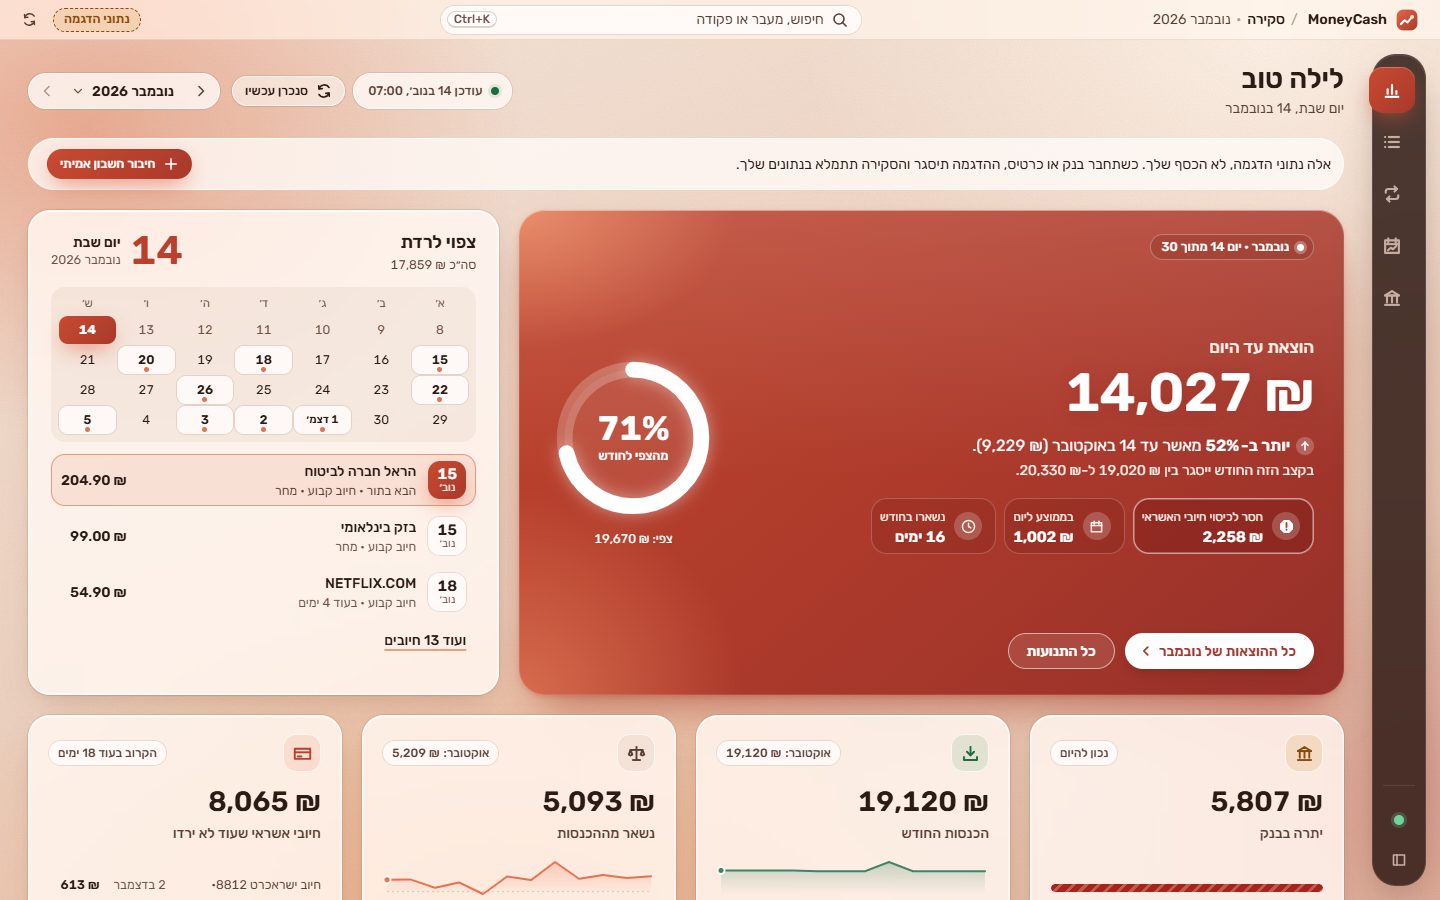 MoneyCash / סקירה • נובמבר 2026
חיפוש, מעבר או פקודה
Ctrl+K
נתוני הדגמה
לילה טוב
יום שבת, 14 בנובמבר
עודכן 14 בנוב׳, 07:00
סנכרן עכשיו
נובמבר 2026
אלה נתוני הדגמה, לא הכסף שלך. כשתחבר בנק או כרטיס, ההדגמה תיסגר והסקירה תתמלא בנתונים שלך.
חיבור חשבון אמיתי
נובמבר • יום 14 מתוך 30
הוצאת עד היום
14,027 ₪
יותר ב-52% מאשר עד 14 באוקטובר (9,229 ₪).
בקצב הזה החודש ייסגר בין 19,020 ₪ ל-20,330 ₪.
חסר לכיסוי חיובי האשראי
2,258 ₪
בממוצע ליום
1,002 ₪
נשארו בחודש
16 ימים
71%
מהצפי לחודש
צפי: 19,670 ₪
כל ההוצאות של נובמבר
כל התנועות
צפוי לרדת
סה״כ 17,859 ₪
14
יום שבת
נובמבר 2026
א׳ ב׳ ג׳ ד׳ ה׳ ו׳ ש׳
8 9 10 11 12 13 14
15 16 17 18 19 20 21
22 23 24 25 26 27 28
29 30 1 דצמ׳ 2 3 4 5
15 נוב׳
הראל חברה לביטוח
הבא בתור • חיוב קבוע • מחר
204.90 ₪
15 נוב׳
בזק בינלאומי
חיוב קבוע • מחר
99.00 ₪
18 נוב׳
NETFLIX.COM
חיוב קבוע • בעוד 4 ימים
54.90 ₪
ועוד 13 חיובים
נכון להיום
5,807 ₪
יתרה בבנק
אוקטובר: 19,120 ₪
19,120 ₪
הכנסות החודש
אוקטובר: 5,209 ₪
5,093 ₪
נשאר מההכנסות
הקרוב בעוד 18 ימים
8,065 ₪
חיובי אשראי שעוד לא ירדו
חיוב ישראכרט 8812• 2 בדצמבר 613 ₪